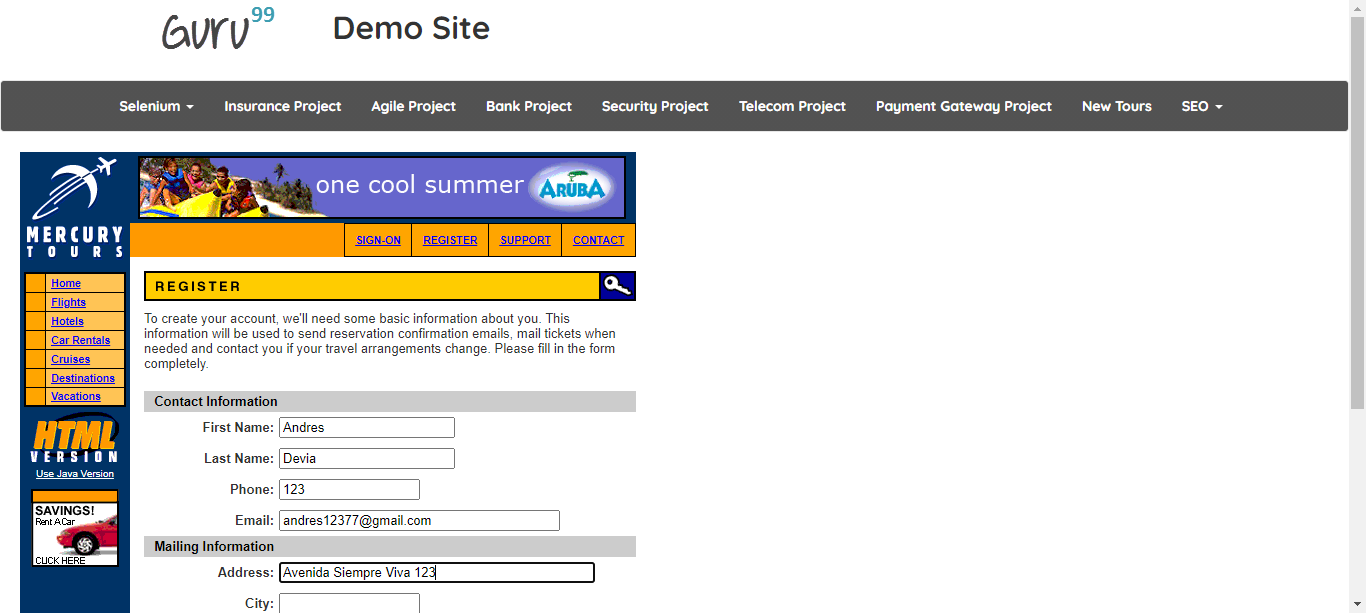 Guru 99
Demo Site
Selenium
Insurance Project
Agile Project
Bank Project
Security Project
Telecom Project
Payment Gateway Project
New Tours
SEO
one cool summer
ARUBA
MERCURY
TOURS
SIGN-ON
REGISTER
SUPPORT
CONTACT
Home
Flights
Hotels
Car Rentals
Cruises
Destinations
Vacations
HTML
VERSION
Use Java Version
SAVINGS!
Rent A Car
CLICK HERE
REGISTER
To create your account, we'll need some basic information about you. This
information will be used to send reservation confirmation emails, mail tickets when
needed and contact you if your travel arrangements change. Please fill in the form
completely.
Contact Information
First Name: Andres
Last Name: Devia
Phone: 123
Email: andres12377@gmail.com
Mailing Information
Address: Avenida Siempre Viva 123
City: